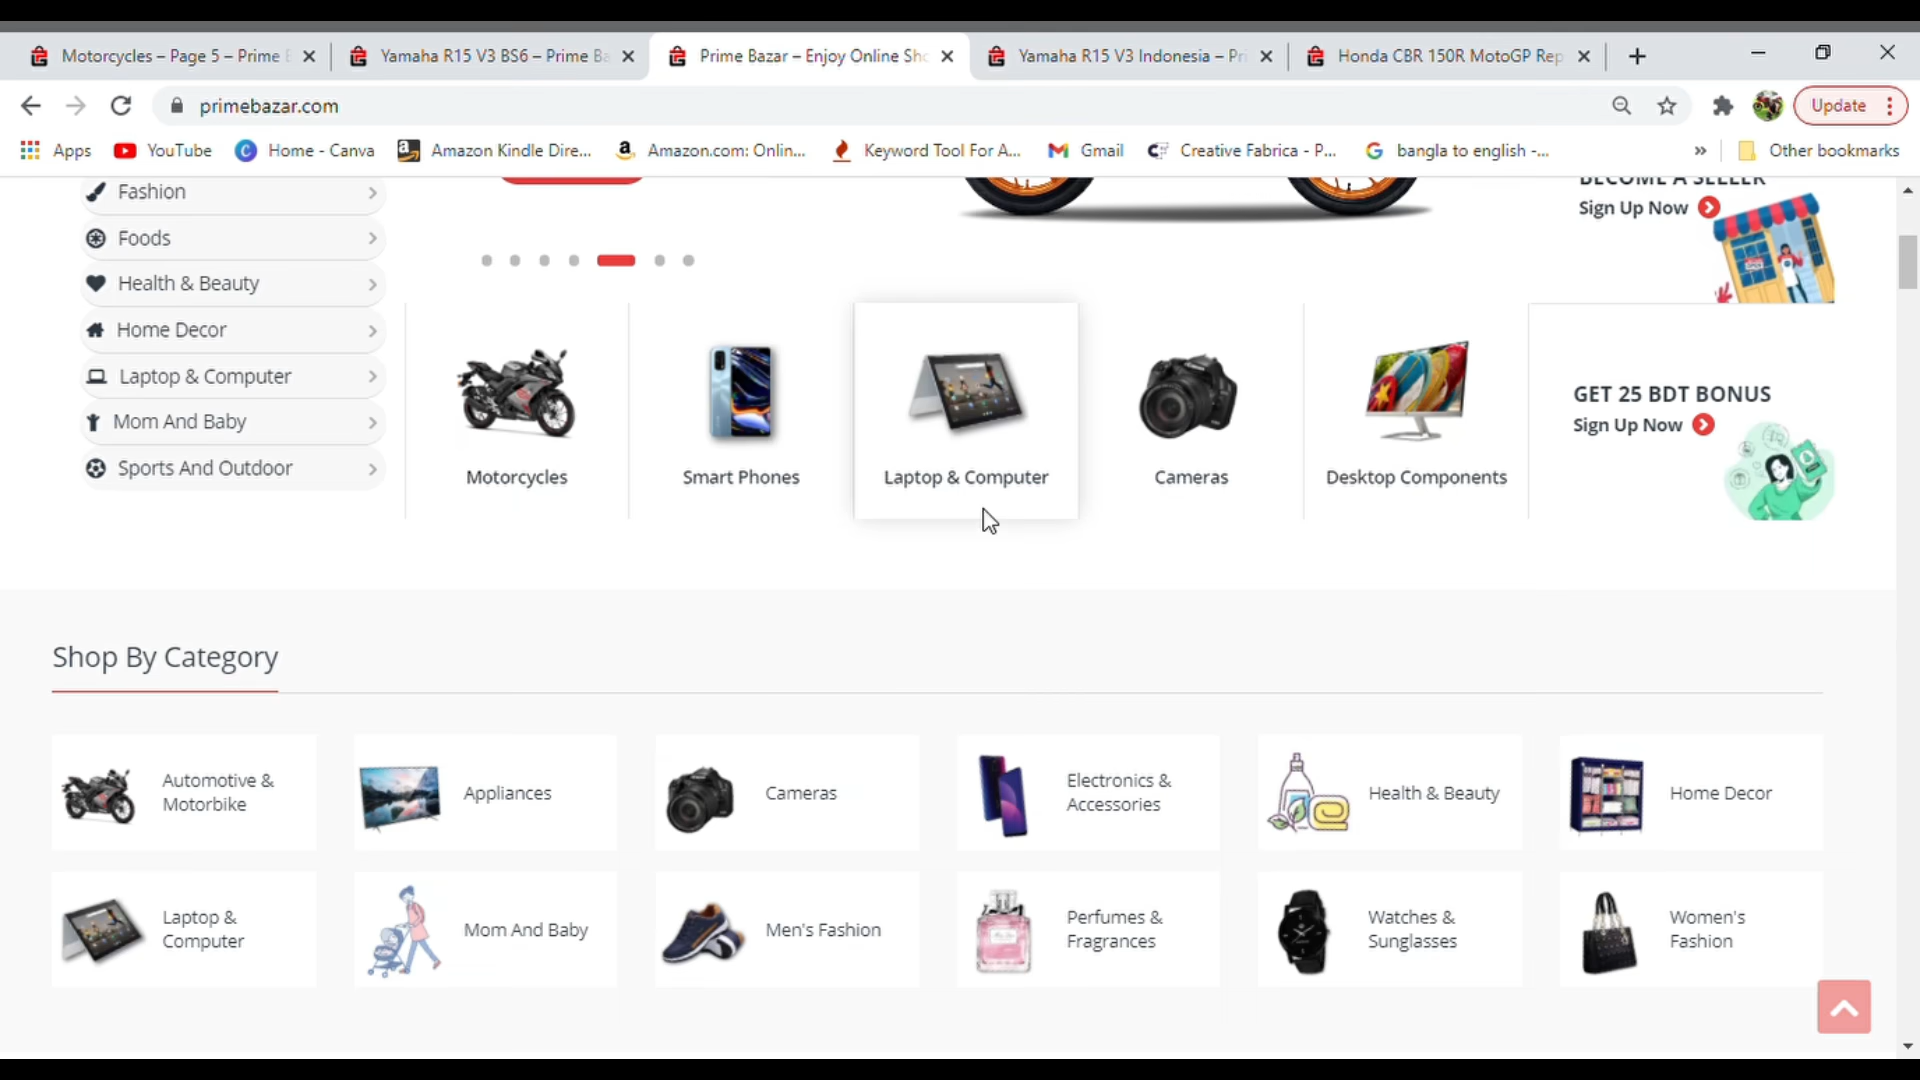 Motorcycles – Page 5 – Prime B
Yamaha R15 V3 BS6 – Prime Ba
Prime Bazar – Enjoy Online Sho
Yamaha R15 V3 Indonesia – Pri
Honda CBR 150R MotoGP Rep
primebazar.com
Update
Apps
YouTube
Home - Canva
Amazon Kindle Dire...
Amazon.com: Onlin...
Keyword Tool For A...
Gmail
Creative Fabrica - P...
bangla to english -...
Other bookmarks
Fashion
Foods
Health & Beauty
Home Decor
Laptop & Computer
Mom And Baby
Sports And Outdoor
BECOME A SELLER
Sign Up Now
Motorcycles
Smart Phones
Laptop & Computer
Cameras
Desktop Components
GET 25 BDT BONUS
Sign Up Now
Shop By Category
Automotive &
Motorbike
Appliances
Cameras
Electronics &
Accessories
Health & Beauty
Home Decor
Laptop &
Computer
Mom And Baby
Men's Fashion
Perfumes &
Fragrances
Watches &
Sunglasses
Women's
Fashion